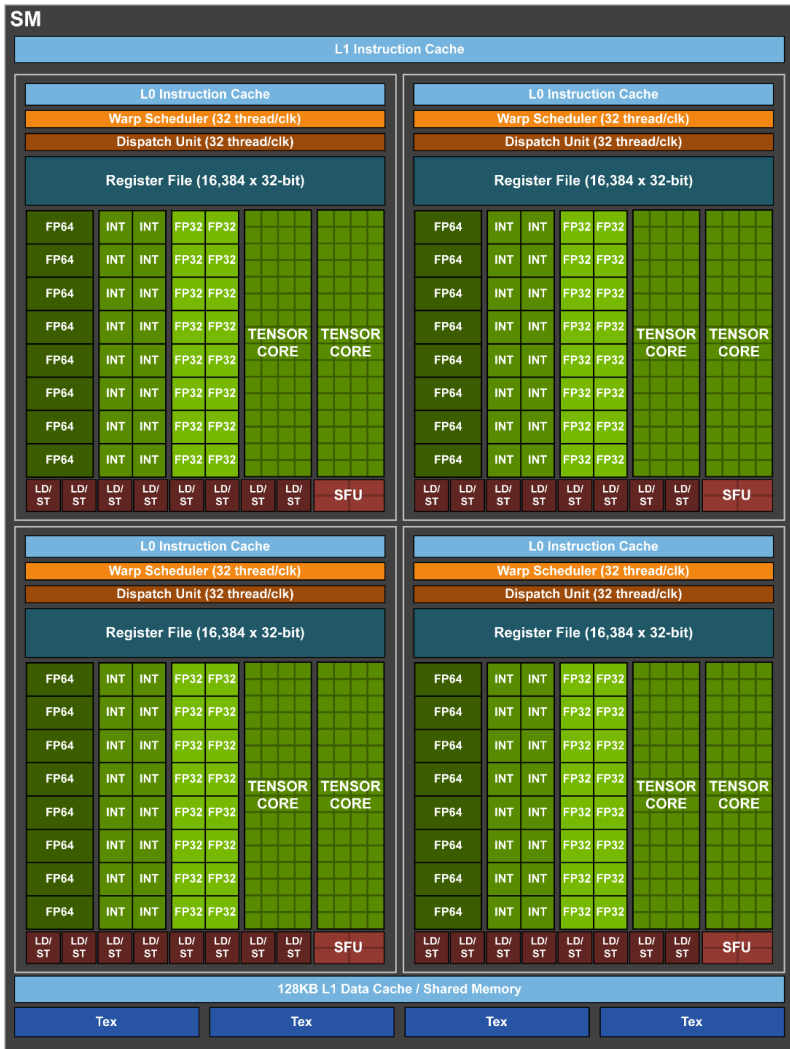 SM
L1 Instruction Cache
L0 Instruction Cache
Warp Scheduler (32 thread/clk)
Dispatch Unit (32 thread/clk)
Register File (16,384 x 32-bit)
FP64 INT INT FP32 FP32
FP64 INT INT FP32 FP32
FP64 INT INT FP32 FP32
FP64 INT INT FP32 FP32
FP64 INT INT FP32 FP32
FP64 INT INT FP32 FP32
FP64 INT INT FP32 FP32
FP64 INT INT FP32 FP32
TENSOR CORE
TENSOR CORE
LD/ST LD/ST LD/ST LD/ST LD/ST LD/ST LD/ST LD/ST SFU
L0 Instruction Cache
Warp Scheduler (32 thread/clk)
Dispatch Unit (32 thread/clk)
Register File (16,384 x 32-bit)
FP64 INT INT FP32 FP32
FP64 INT INT FP32 FP32
FP64 INT INT FP32 FP32
FP64 INT INT FP32 FP32
FP64 INT INT FP32 FP32
FP64 INT INT FP32 FP32
FP64 INT INT FP32 FP32
FP64 INT INT FP32 FP32
TENSOR CORE
TENSOR CORE
LD/ST LD/ST LD/ST LD/ST LD/ST LD/ST LD/ST LD/ST SFU
L0 Instruction Cache
Warp Scheduler (32 thread/clk)
Dispatch Unit (32 thread/clk)
Register File (16,384 x 32-bit)
FP64 INT INT FP32 FP32
FP64 INT INT FP32 FP32
FP64 INT INT FP32 FP32
FP64 INT INT FP32 FP32
FP64 INT INT FP32 FP32
FP64 INT INT FP32 FP32
FP64 INT INT FP32 FP32
FP64 INT INT FP32 FP32
TENSOR CORE
TENSOR CORE
LD/ST LD/ST LD/ST LD/ST LD/ST LD/ST LD/ST LD/ST SFU
L0 Instruction Cache
Warp Scheduler (32 thread/clk)
Dispatch Unit (32 thread/clk)
Register File (16,384 x 32-bit)
FP64 INT INT FP32 FP32
FP64 INT INT FP32 FP32
FP64 INT INT FP32 FP32
FP64 INT INT FP32 FP32
FP64 INT INT FP32 FP32
FP64 INT INT FP32 FP32
FP64 INT INT FP32 FP32
FP64 INT INT FP32 FP32
TENSOR CORE
TENSOR CORE
LD/ST LD/ST LD/ST LD/ST LD/ST LD/ST LD/ST LD/ST SFU
128KB L1 Data Cache / Shared Memory
Tex Tex Tex Tex